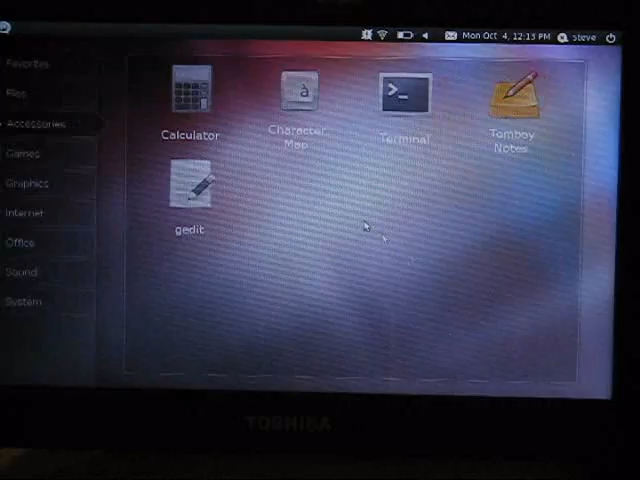 Mon Oct 4, 12:13 PM
Steve
Favorites
Files
Accessories
Games
Graphics
Internet
Office
Sound
System
Calculator
Character
Map
à
Terminal
>_
Tomboy
Notes
gedit
TOSHIBA